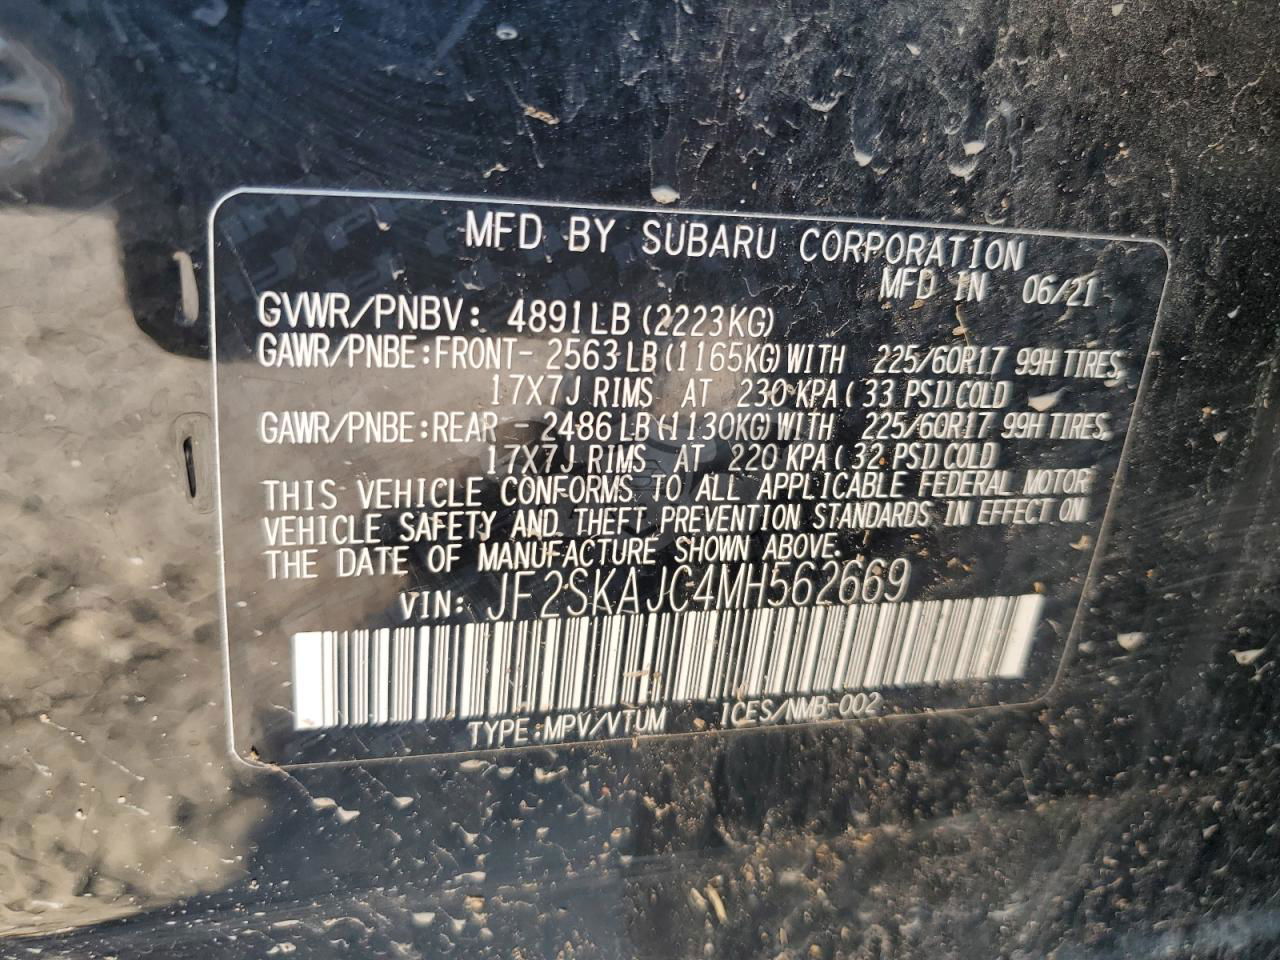 MFD BY SUBARU CORPORATION
MFD IN 06/21
GVWR/PNBV: 4891LB(2223KG)
GAWR/PNBE:FRONT- 2563LB(1165KG)WITH 225/60R17 99H TIRES,
17X7J RIMS AT 230 KPA( 33 PSI)COLD
GAWR/PNBE:REAR - 2486LB(1130KG)WITH 225/60R17 99H TIRES,
17X7J RIMS AT 220 KPA( 32 PSI)COLD
THIS VEHICLE CONFORMS TO ALL APPLICABLE FEDERAL MOTOR
VEHICLE SAFETY AND THEFT PREVENTION STANDARDS IN EFFECT ON
THE DATE OF MANUFACTURE SHOWN ABOVE.
VIN: JF2SKAJC4MH562669
TYPE:MPV/VTUM ICES/NMB-002